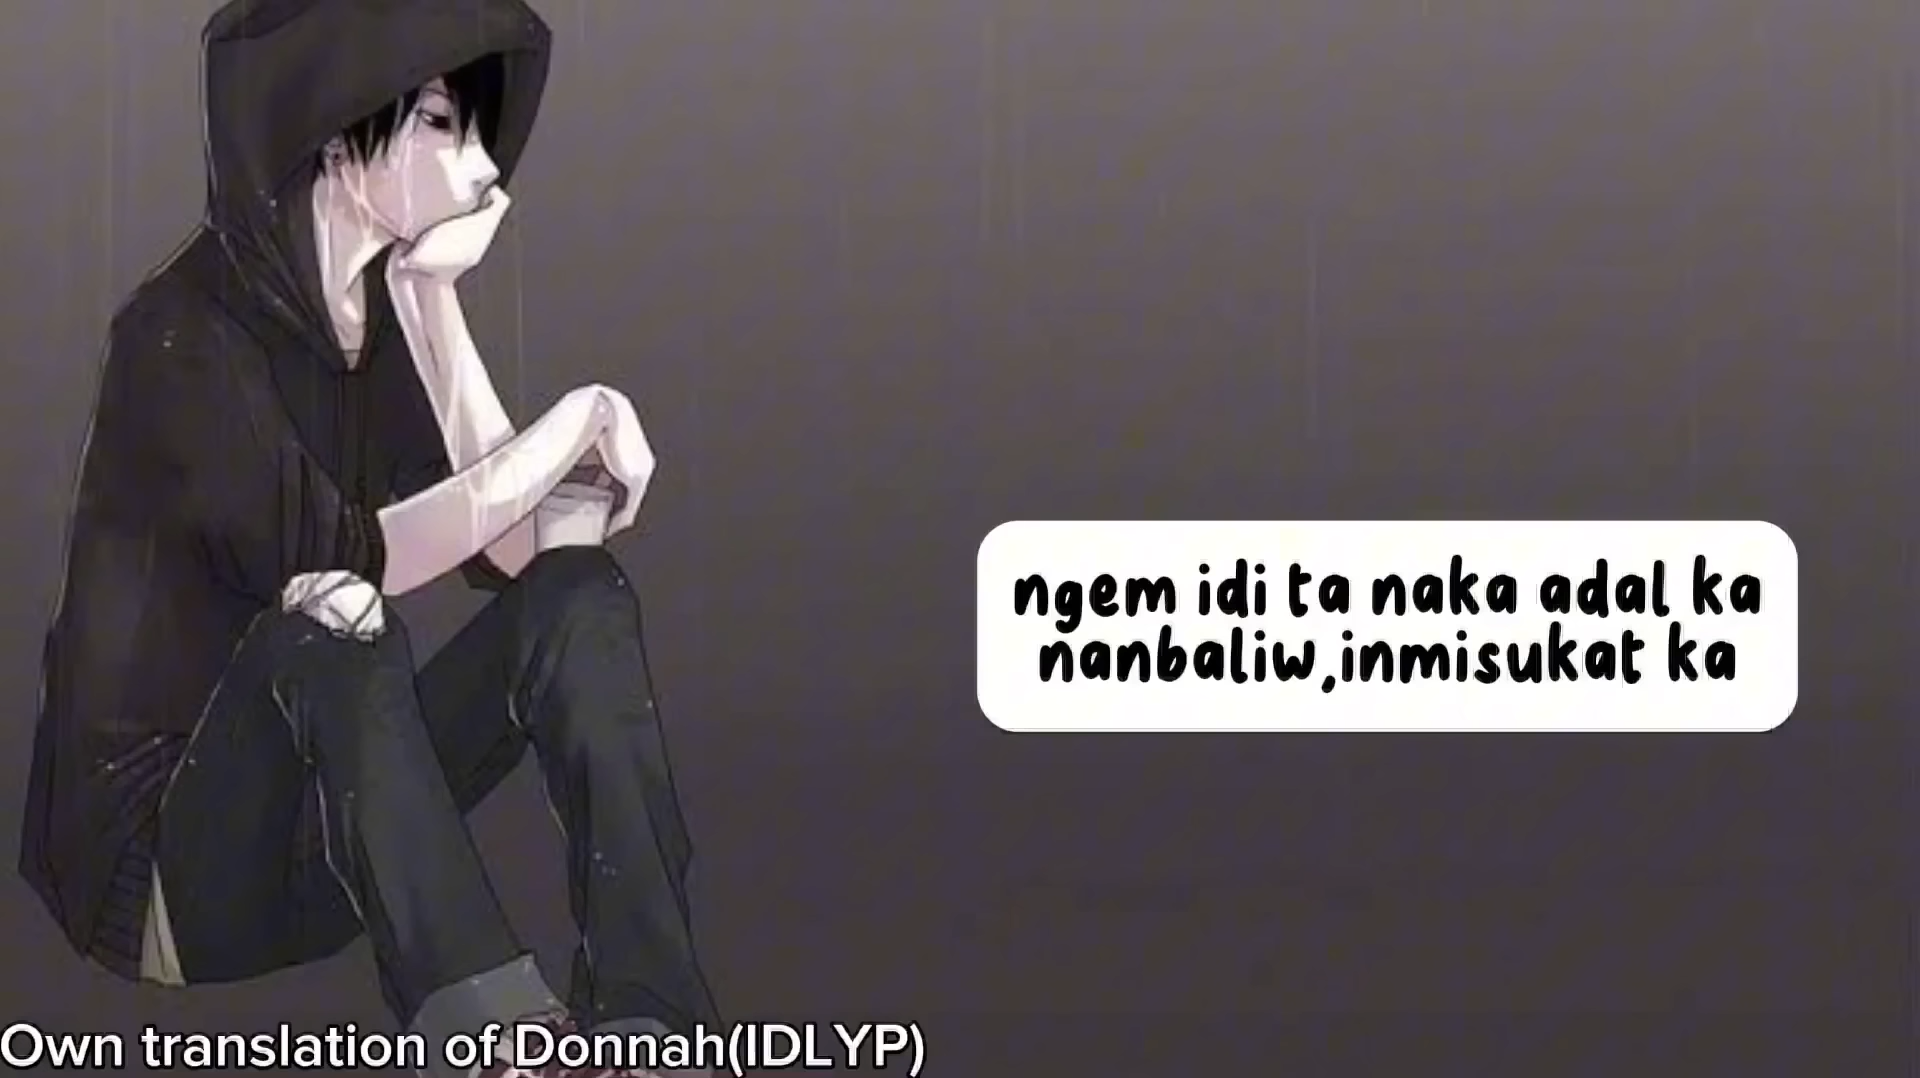 ngem idi ta naka adal ka
nanbaliw,inmisukat ka
Own translation of Donnah(IDLYP)